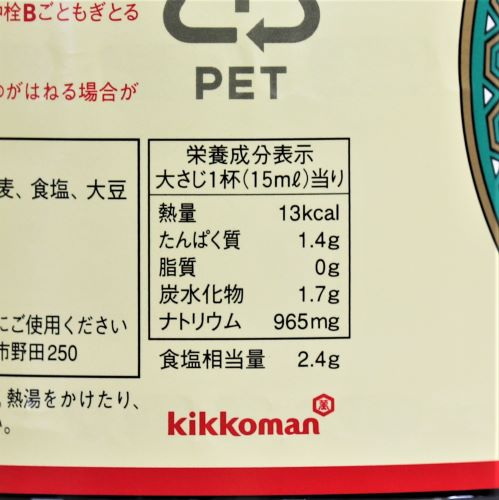 栓Bごともぎとる
がはねる場合が
PET
麦、食塩、大豆
にご使用ください
市野田250
熱湯をかけたり、
い。
栄養成分表示
大さじ1杯(15mℓ)当り
熱量 13kcal
たんぱく質 1.4g
脂質 0g
炭水化物 1.7g
ナトリウム 965mg
食塩相当量 2.4g
kikkoman
萬